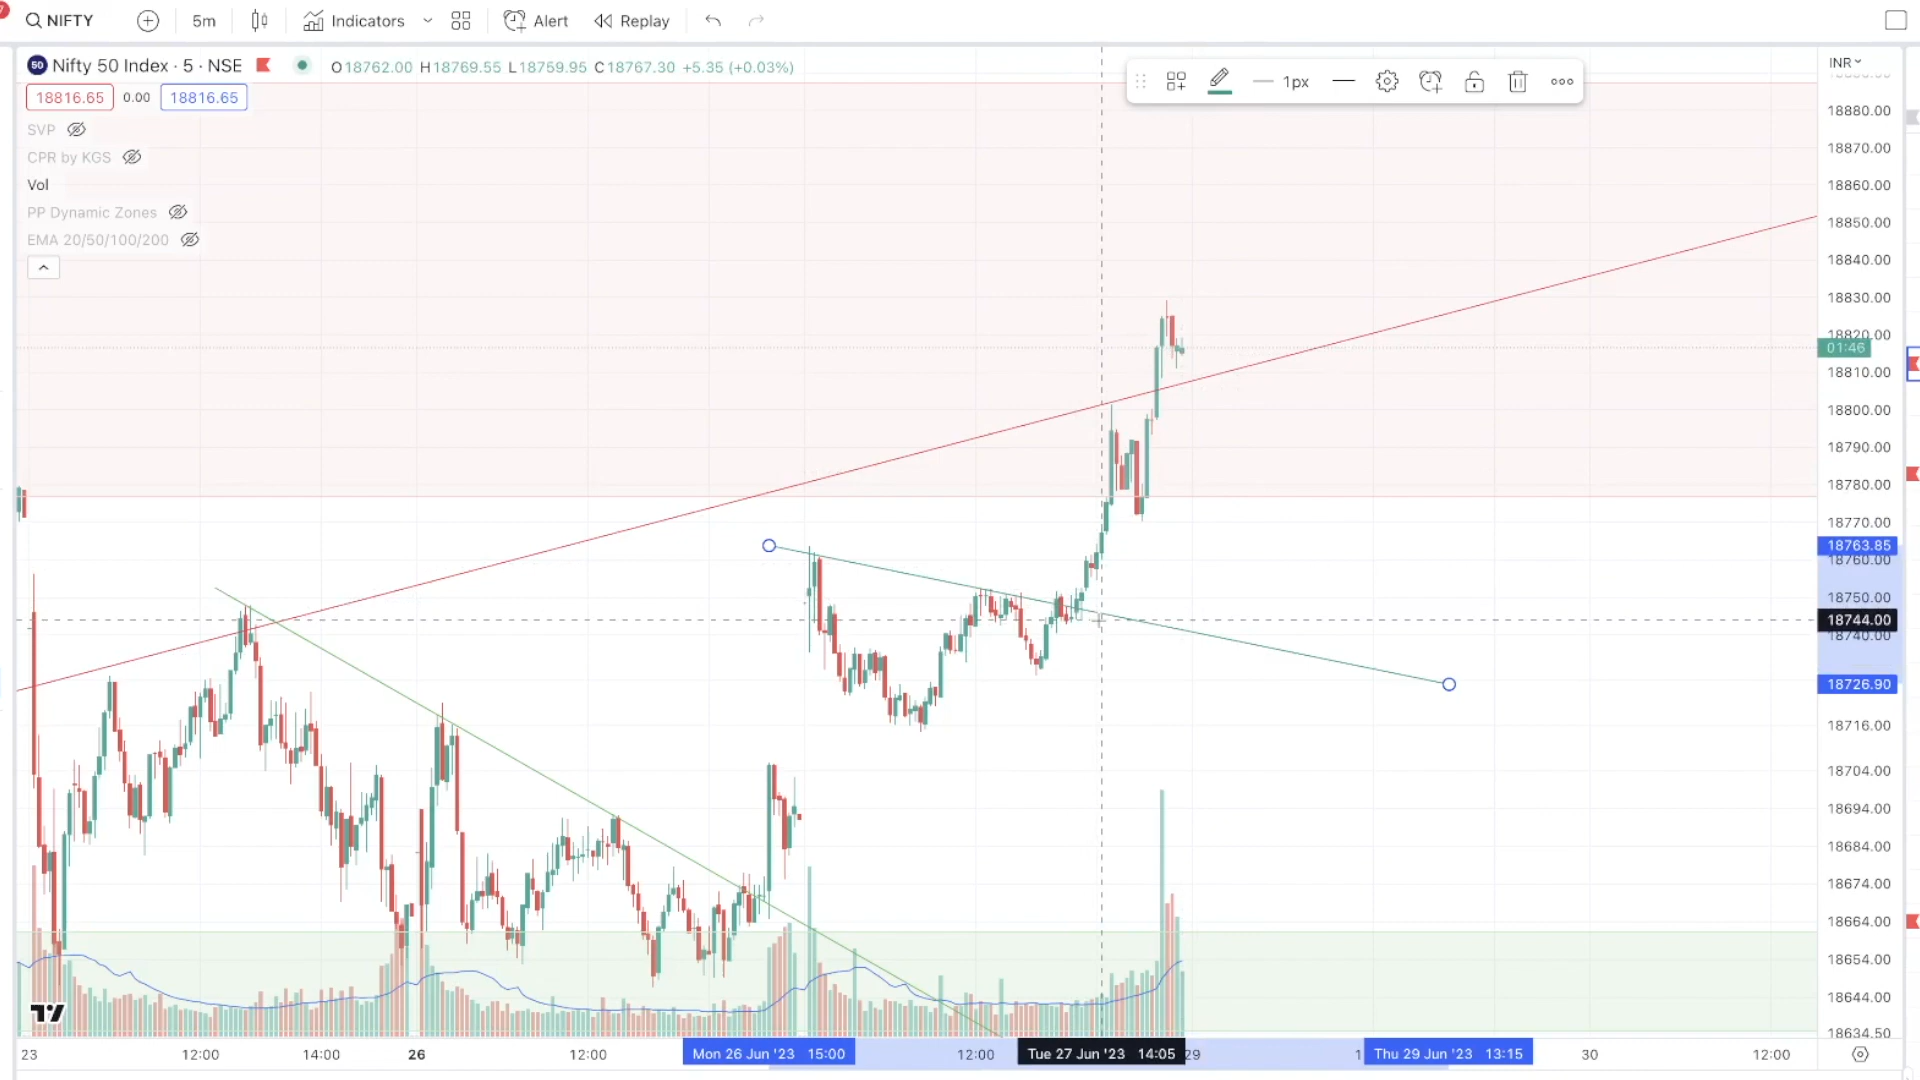 NIFTY 5m Indicators Alert Replay
50 Nifty 50 Index · 5 · NSE O18762.00 H18769.55 L18759.95 C18767.30 +5.35 (+0.03%)
18816.65 0.00 18816.65
1px
SVP
CPR by KGS
Vol
PP Dynamic Zones
EMA 20/50/100/200
INR
18880.00
18870.00
18860.00
18850.00
18840.00
18830.00
18820.00
01:46
18810.00
18800.00
18790.00
18780.00
18770.00
18763.85
18760.00
18750.00
18744.00
18740.00
18726.90
18716.00
18704.00
18694.00
18684.00
18674.00
18664.00
18654.00
18644.00
18634.50
23 12:00 14:00 26 12:00 Mon 26 Jun '23 15:00 12:00 Tue 27 Jun '23 14:05 29 1 Thu 29 Jun '23 13:15 30 12:00